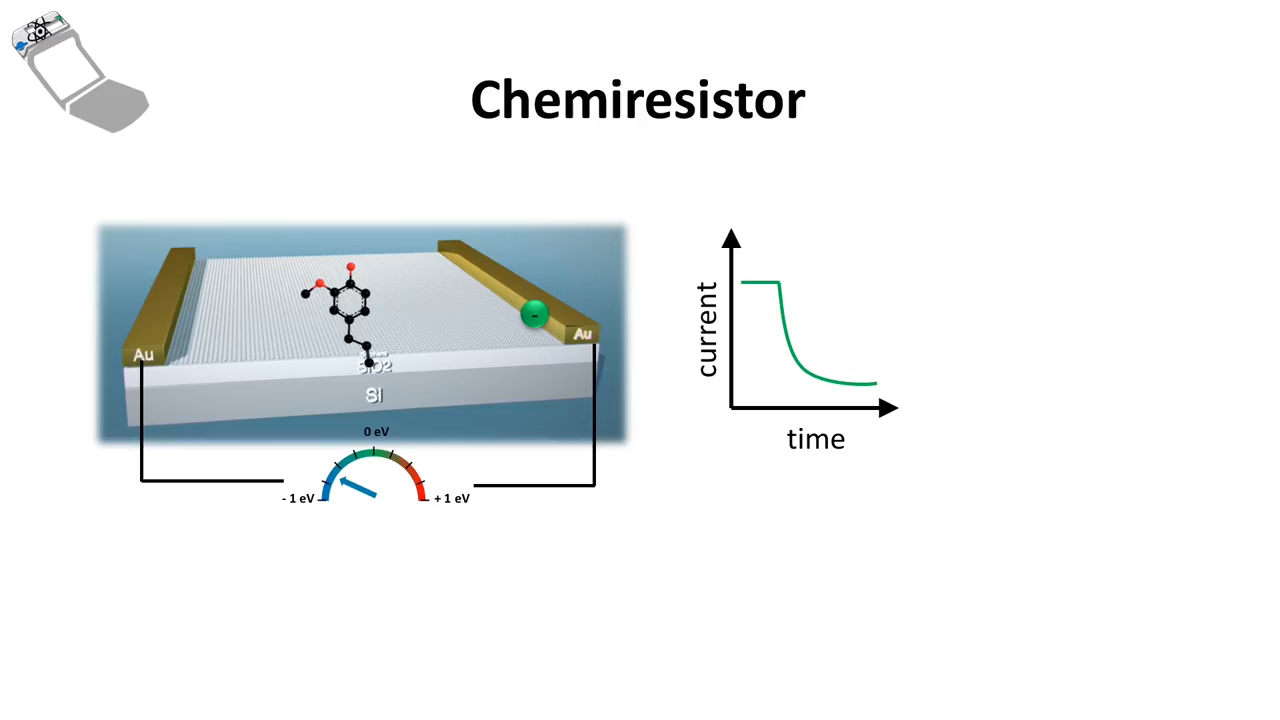 Chemiresistor
Au
Au
-
SiO2
Si
0 eV
- 1 eV
+ 1 eV
current
time